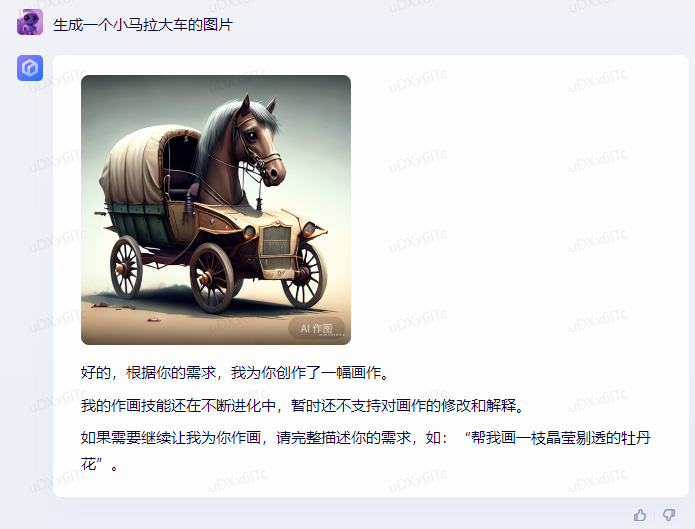 生成一个小马拉大车的图片
AI 作图
好的，根据你的需求，我为你创作了一幅画作。
我的作画技能还在不断进化中，暂时还不支持对画作的修改和解释。
如果需要继续让我为你作画，请完整描述你的需求，如：“帮我画一枝晶莹剔透的牡丹
花”。